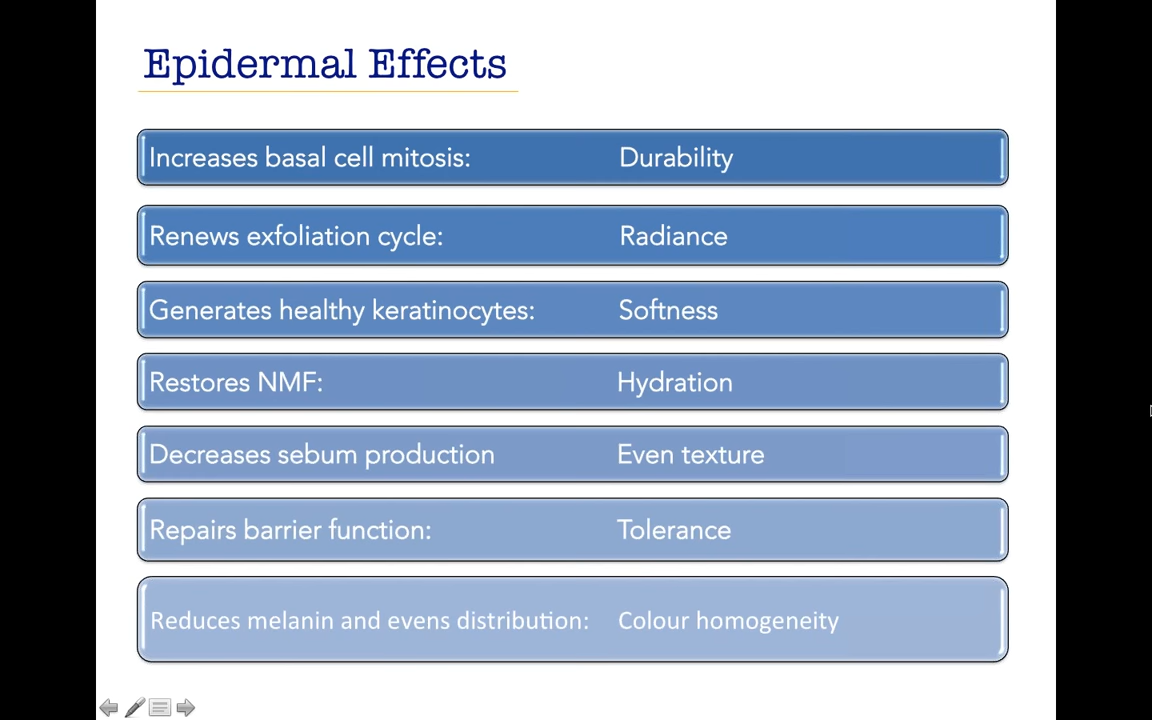 Epidermal Effects
Increases basal cell mitosis: Durability
Renews exfoliation cycle: Radiance
Generates healthy keratinocytes: Softness
Restores NMF: Hydration
Decreases sebum production Even texture
Repairs barrier function: Tolerance
Reduces melanin and evens distribution: Colour homogeneity